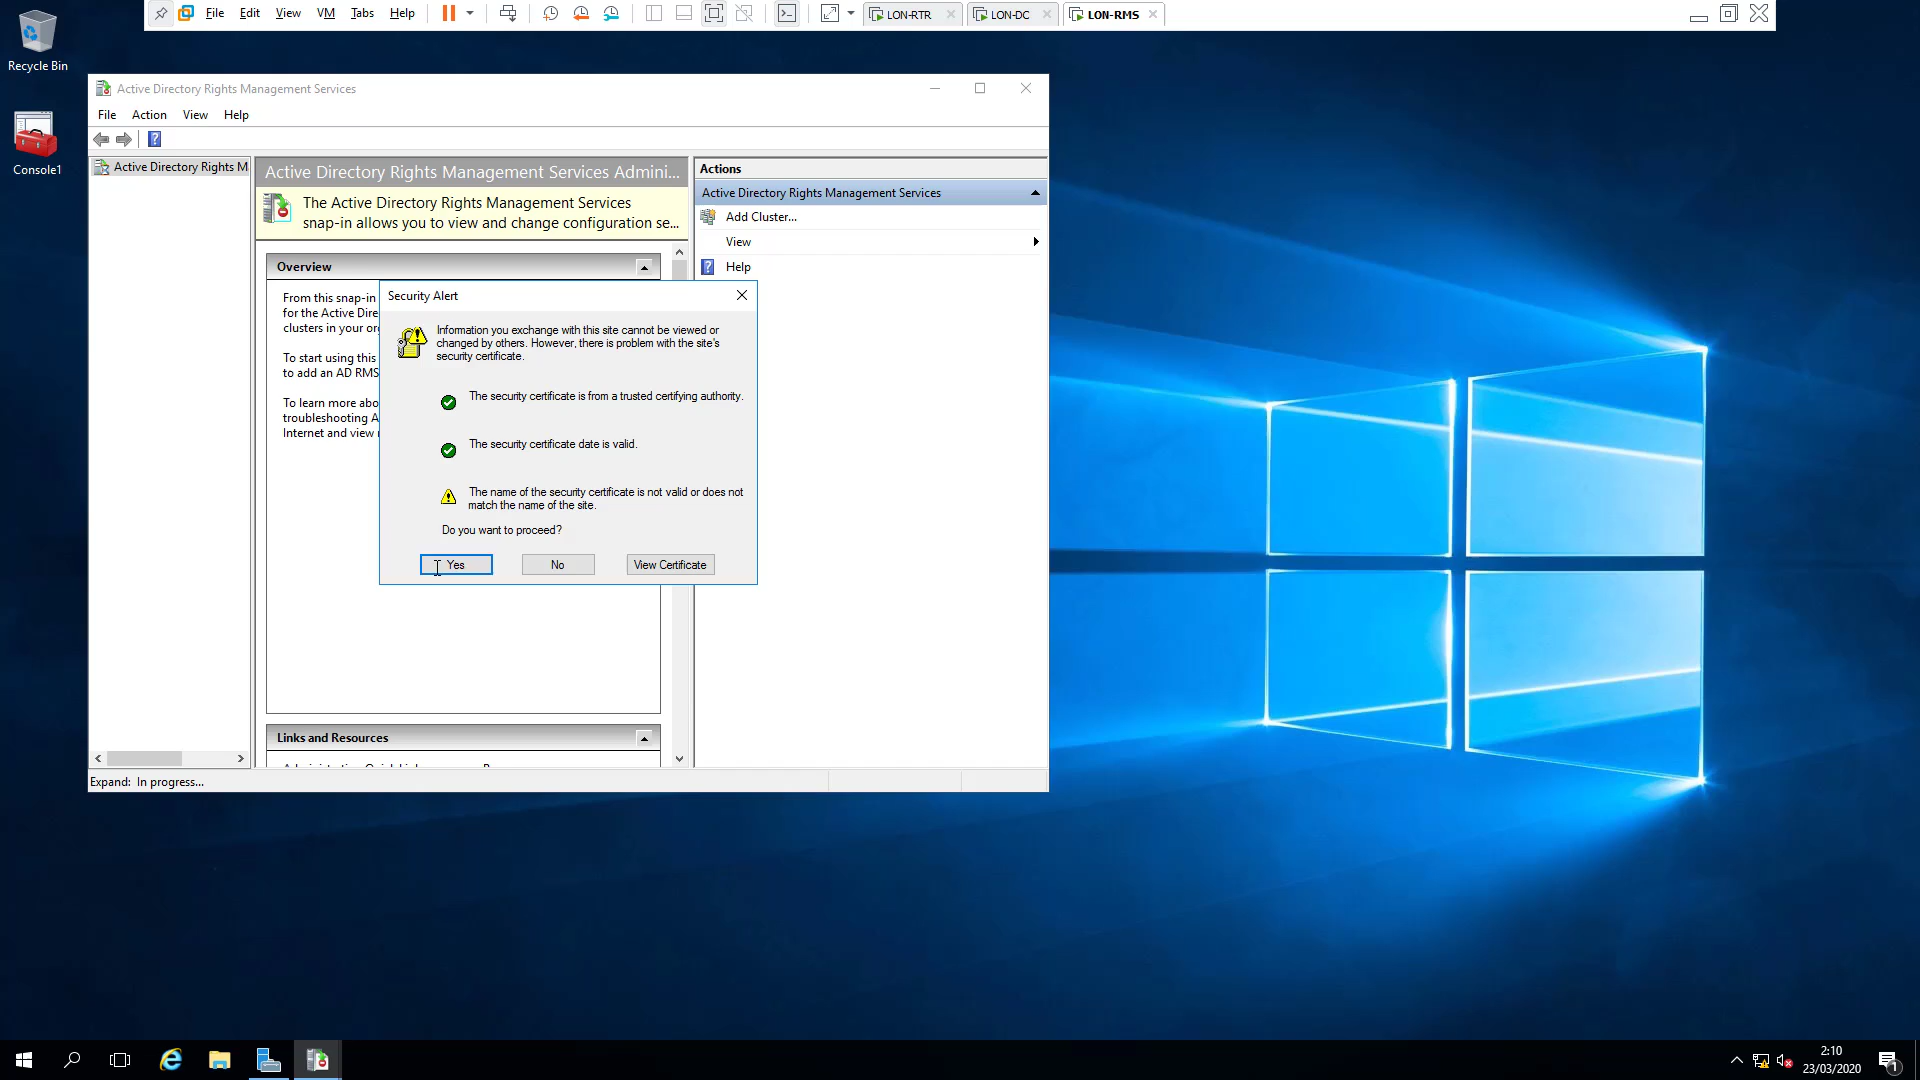 File Edit View VM Tabs Help
LON-RTR
LON-DC
LON-RMS
Recycle Bin
Console1
Active Directory Rights Management Services
File Action View Help
Active Directory Rights M
Active Directory Rights Management Services Admini...
The Active Directory Rights Management Services
snap-in allows you to view and change configuration se...
Overview
From this snap-in
for the Active Dire
clusters in your or
To start using this
to add an AD RMS
To learn more abo
troubleshooting A
Internet and view
Links and Resources
Actions
Active Directory Rights Management Services
Add Cluster...
View
Help
Security Alert
Information you exchange with this site cannot be viewed or
changed by others. However, there is problem with the site's
security certificate.
The security certificate is from a trusted certifying authority.
The security certificate date is valid.
The name of the security certificate is not valid or does not
match the name of the site.
Do you want to proceed?
Yes
No
View Certificate
Expand: In progress...
2:10
23/03/2020
1